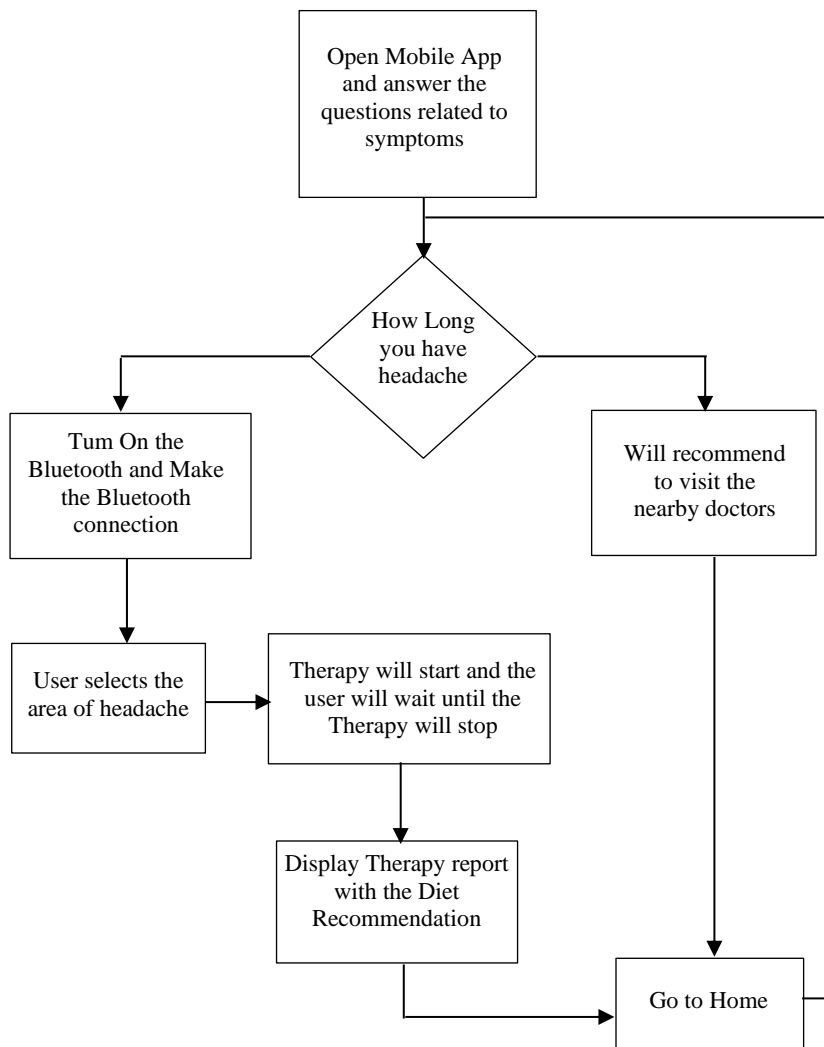 Open Mobile App
and answer the
questions related to
symptoms
How Long
you have
headache
Tum On the
Bluetooth and Make
the Bluetooth
connection
Will recommend
to visit the
nearby doctors
User selects the
area of headache
Therapy will start and the
user will wait until the
Therapy will stop
Display Therapy report
with the Diet
Recommendation
Go to Home